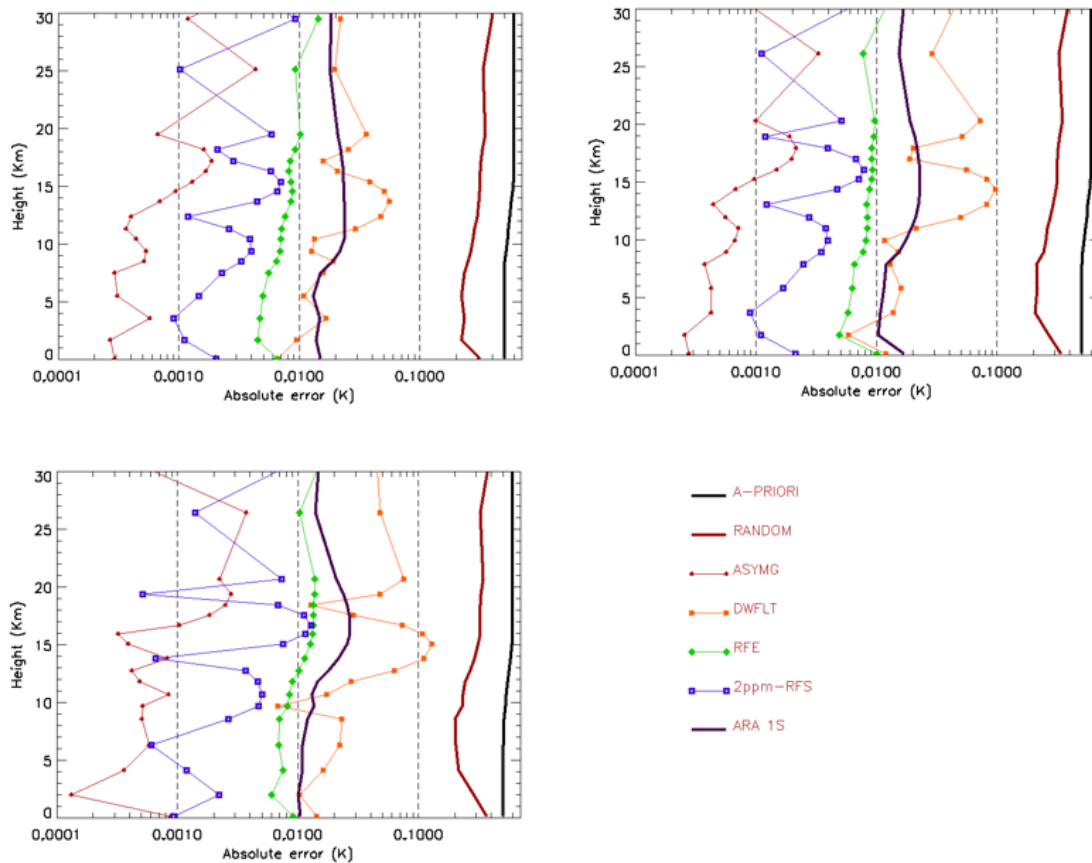 30
25
20
15
10
5
0
Height (Km)
0.0001
0.0010
0.0100
0.1000
Absolute error (K)
30
25
20
15
10
5
0
Height (Km)
0.0001
0.0010
0.0100
0.1000
Absolute error (K)
30
25
20
15
10
5
0
Height (Km)
0.0001
0.0010
0.0100
0.1000
Absolute error (K)
A-PRIORI
RANDOM
ASYMG
DWFLT
RFE
2ppm-RFS
ARA 1S